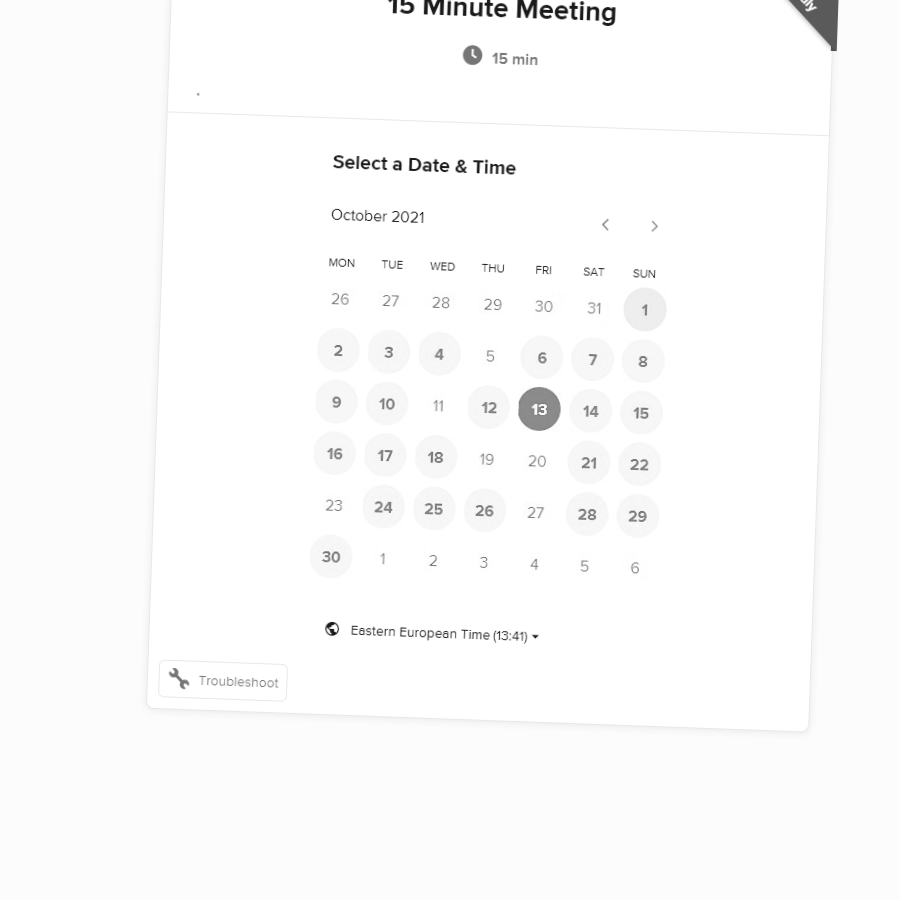 15 Minute Meeting
15 min
.
Select a Date & Time
October 2021
MON TUE WED THU FRI SAT SUN
26 27 28 29 30 31 1
2 3 4 5 6 7 8
9 10 11 12 13 14 15
16 17 18 19 20 21 22
23 24 25 26 27 28 29
30 1 2 3 4 5 6
Eastern European Time (13:41)
Troubleshoot